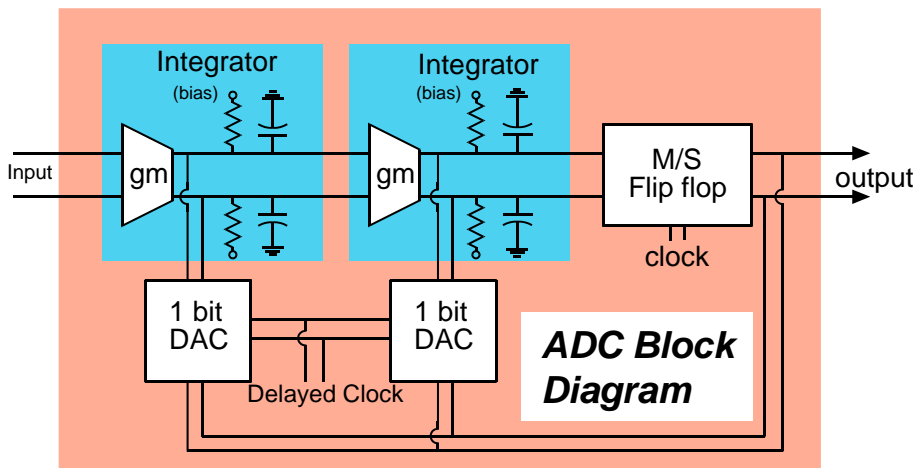 Integrator
(bias)
Integrator
(bias)
Input
gm
gm
M/S
Flip flop
output
clock
1 bit
DAC
1 bit
DAC
Delayed Clock
ADC Block
Diagram